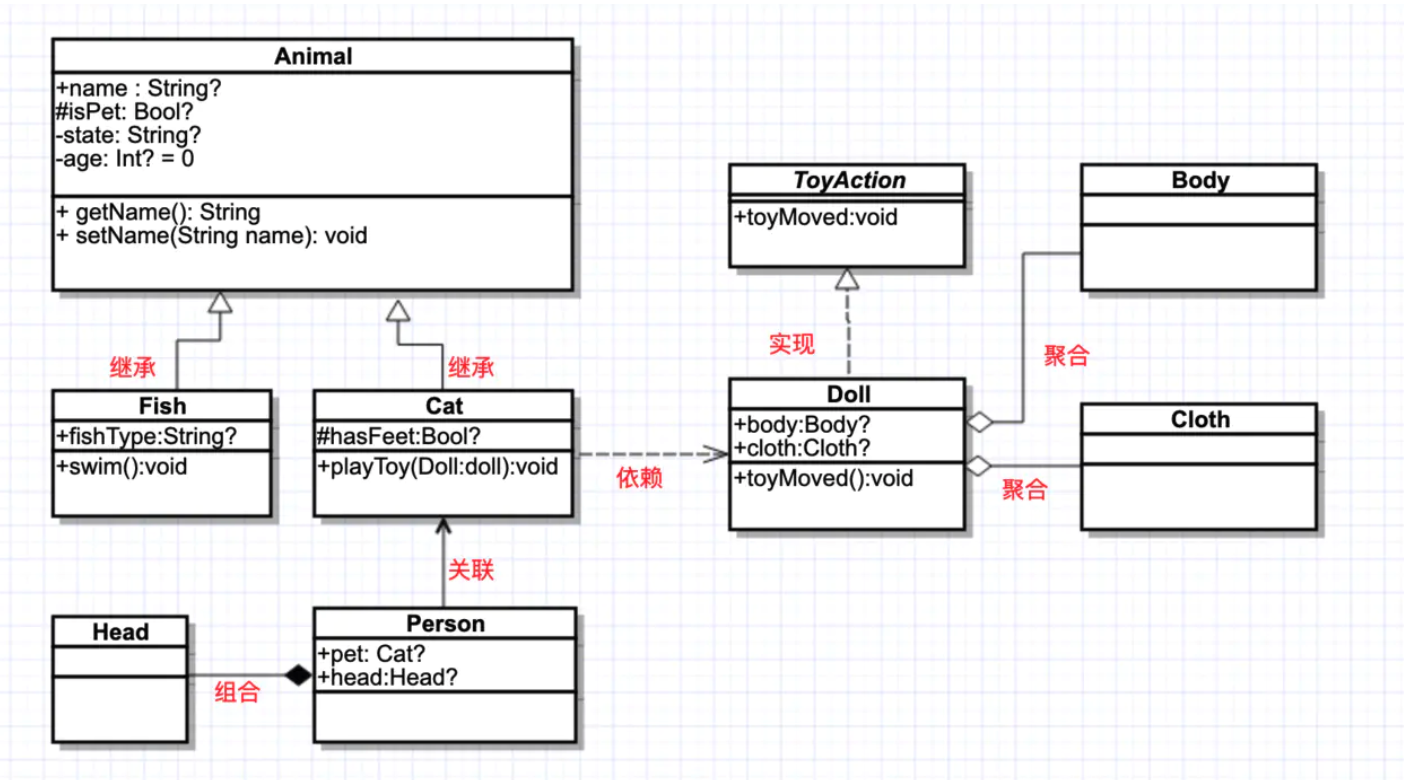 Animal
+name : String?
#isPet: Bool?
-state: String?
-age: Int? = 0
+ getName(): String
+ setName(String name): void
ToyAction
+toyMoved:void
Body
继承
继承
实现
聚合
Fish
+fishType:String?
+swim():void
Cat
#hasFeet:Bool?
+playToy(Doll:doll):void
依赖
Doll
+body:Body?
+cloth:Cloth?
+toyMoved():void
聚合
Cloth
关联
Head
组合
Person
+pet: Cat?
+head:Head?